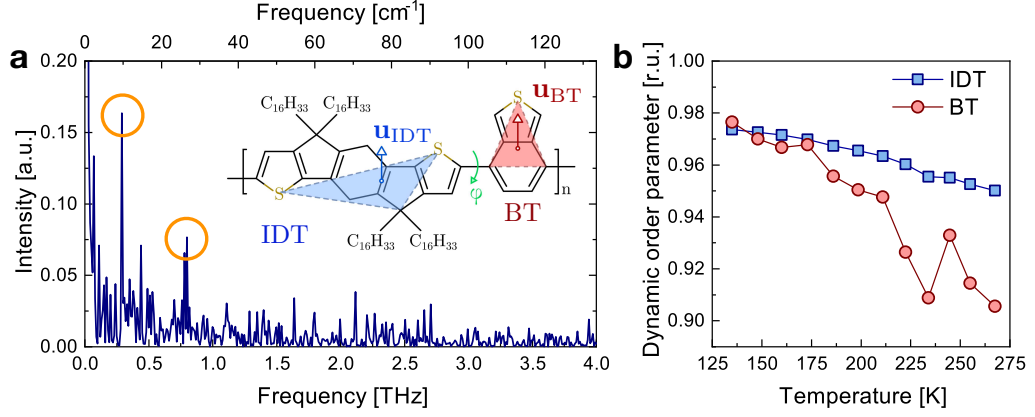 a
Frequency [cm⁻¹]
0 20 40 60 80 100 120
Intensity [a.u.]
0.20
0.15
0.10
0.05
0.00
C₁₆H₃₃ C₁₆H₃₃
S
u_IDT
S
S
u_BT
φ
n
IDT
BT
C₁₆H₃₃ C₁₆H₃₃
0.0 0.5 1.0 1.5 2.0 2.5 3.0 3.5 4.0
Frequency [THz]
b
Dynamic order parameter [r.u.]
1.00
0.98
0.96
0.94
0.92
0.90
IDT
BT
125 150 175 200 225 250 275
Temperature [K]